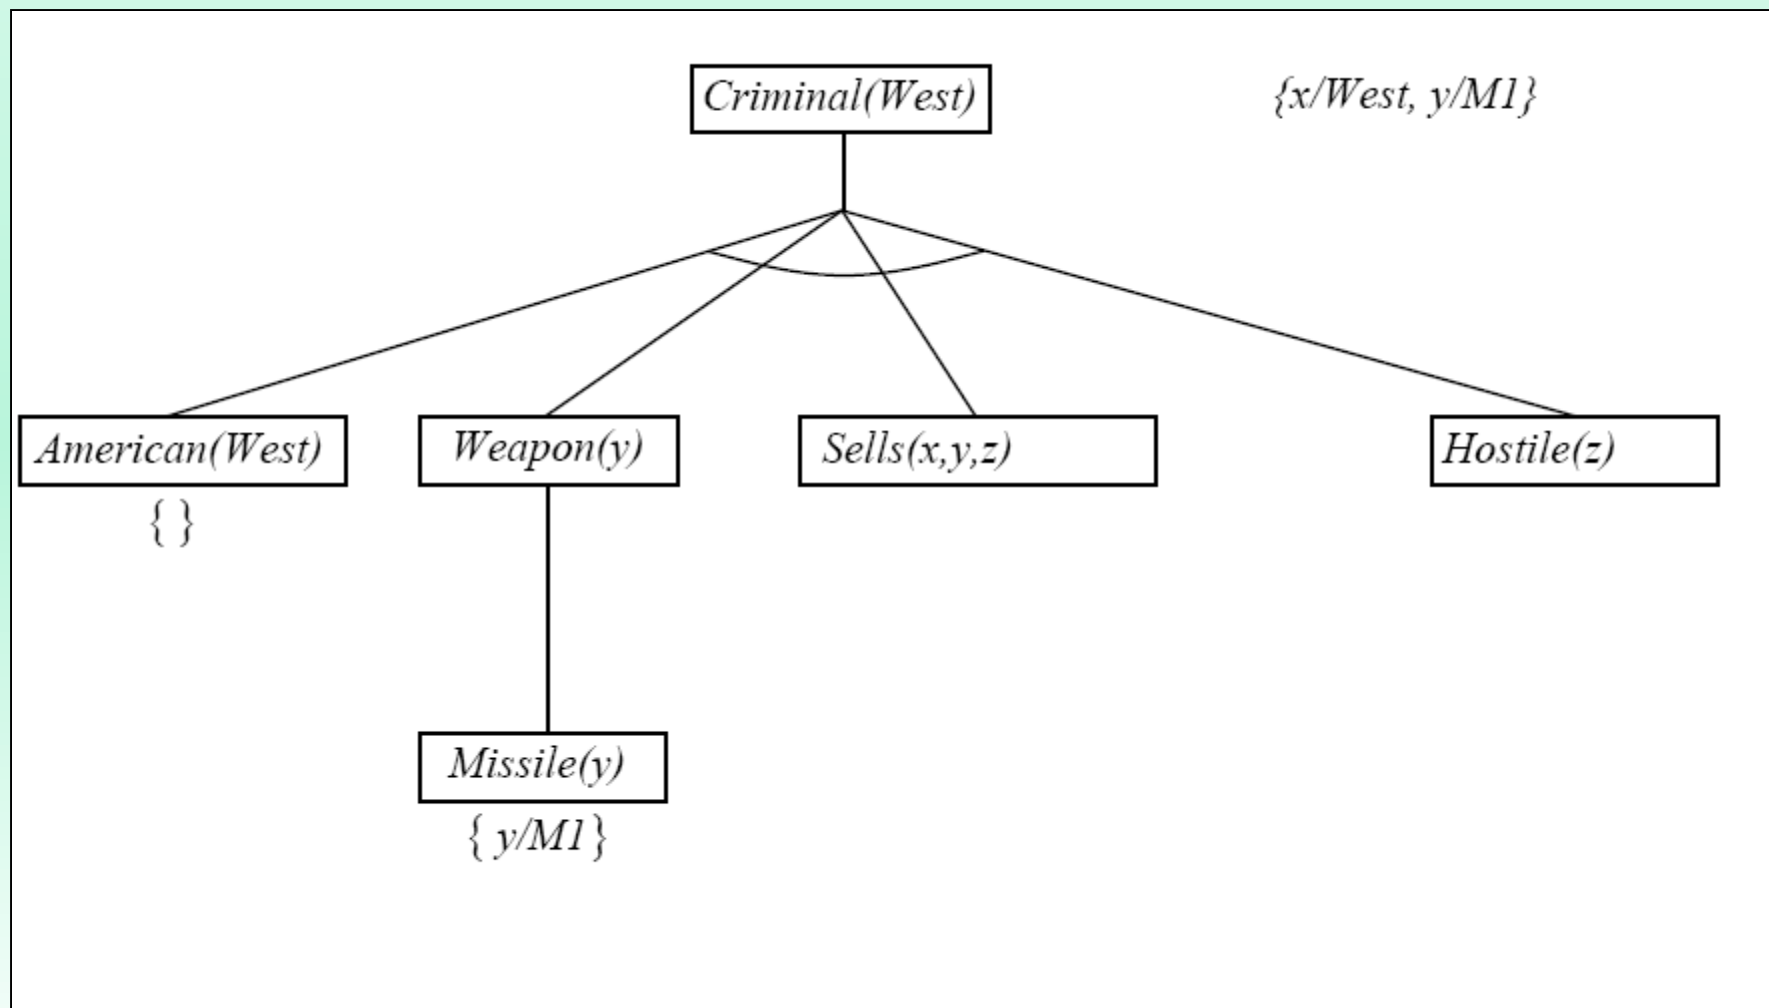 Criminal(West)
{x/West, y/M1}
American(West)
Weapon(y)
Sells(x,y,z)
Hostile(z)
{ }
Missile(y)
{ y/M1 }